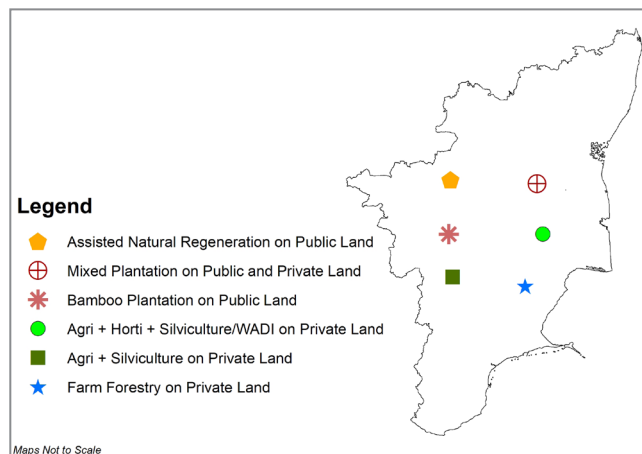 Legend
Assisted Natural Regeneration on Public Land
Mixed Plantation on Public and Private Land
Bamboo Plantation on Public Land
Agri + Horti + Silviculture/WADI on Private Land
Agri + Silviculture on Private Land
Farm Forestry on Private Land
Maps Not to Scale